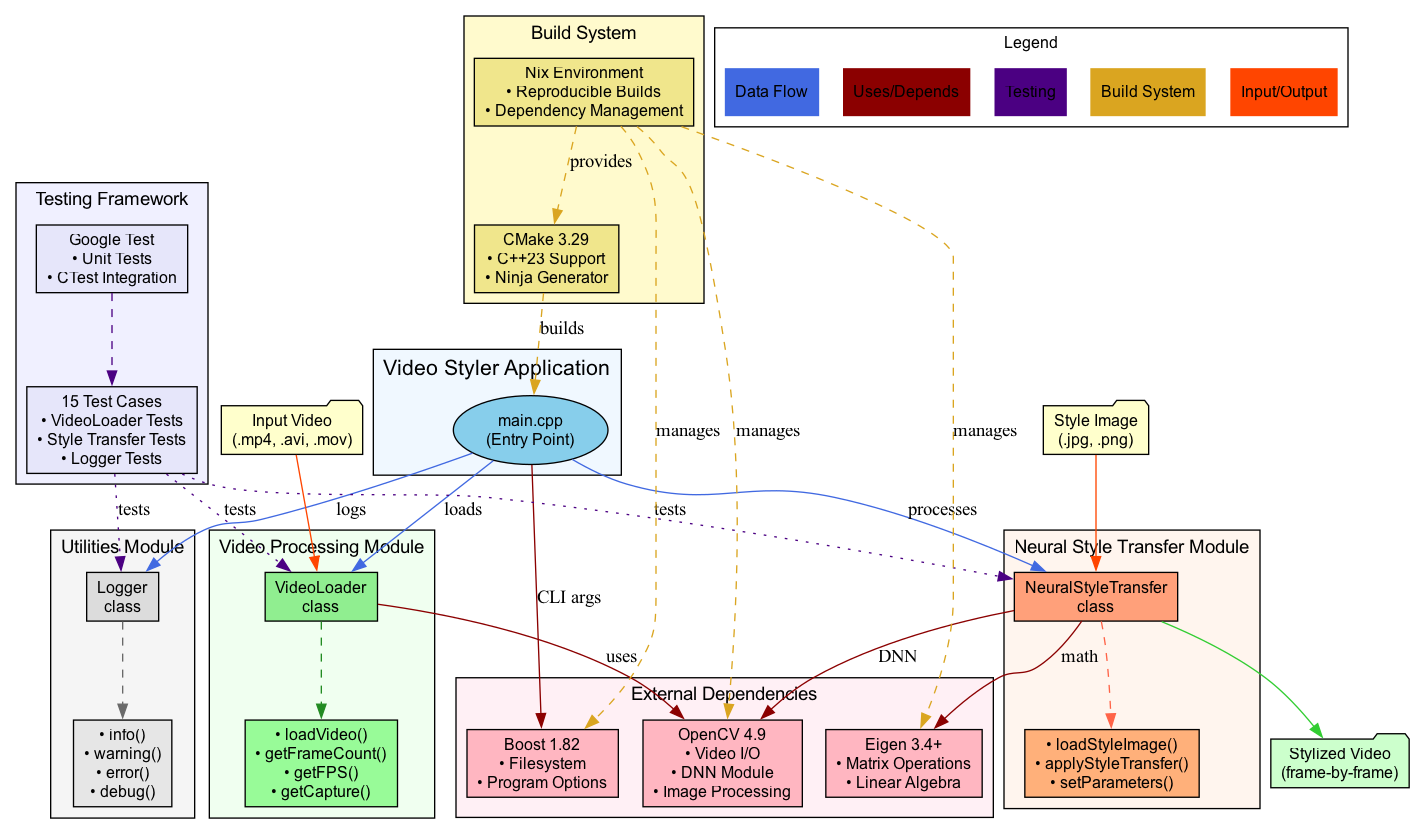 Build System
Nix Environment
• Reproducible Builds
• Dependency Management
provides
CMake 3.29
• C++23 Support
• Ninja Generator
builds
Legend
Data Flow
Uses/Depends
Testing
Build System
Input/Output
Testing Framework
Google Test
• Unit Tests
• CTest Integration
15 Test Cases
• VideoLoader Tests
• Style Transfer Tests
• Logger Tests
Input Video
(.mp4, .avi, .mov)
Video Styler Application
main.cpp
(Entry Point)
manages
manages
manages
Style Image
(.jpg, .png)
tests
tests
logs
loads
tests
processes
Utilities Module
Logger
class
• info()
• warning()
• error()
• debug()
Video Processing Module
VideoLoader
class
• loadVideo()
• getFrameCount()
• getFPS()
• getCapture()
CLI args
uses
DNN
math
External Dependencies
Boost 1.82
• Filesystem
• Program Options
OpenCV 4.9
• Video I/O
• DNN Module
• Image Processing
Eigen 3.4+
• Matrix Operations
• Linear Algebra
Neural Style Transfer Module
NeuralStyleTransfer
class
• loadStyleImage()
• applyStyleTransfer()
• setParameters()
Stylized Video
(frame-by-frame)